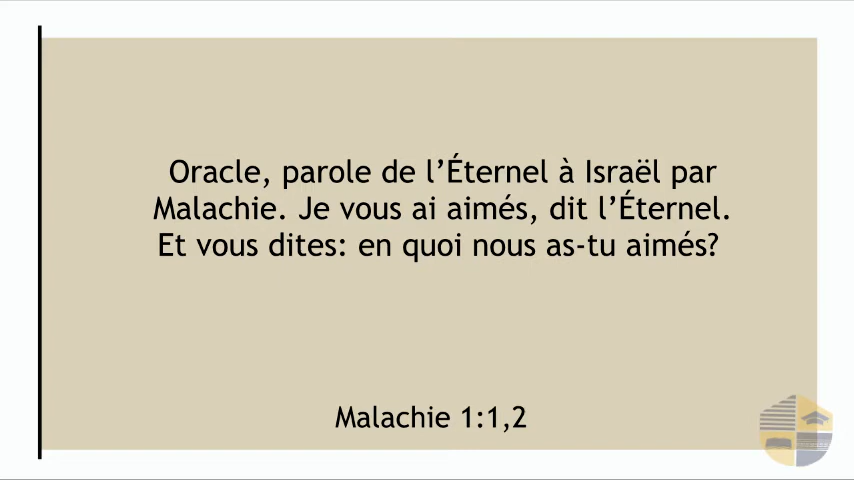 Oracle, parole de l’Éternel à Israël par
Malachie. Je vous ai aimés, dit l’Éternel.
Et vous dites: en quoi nous as-tu aimés?
Malachie 1:1,2